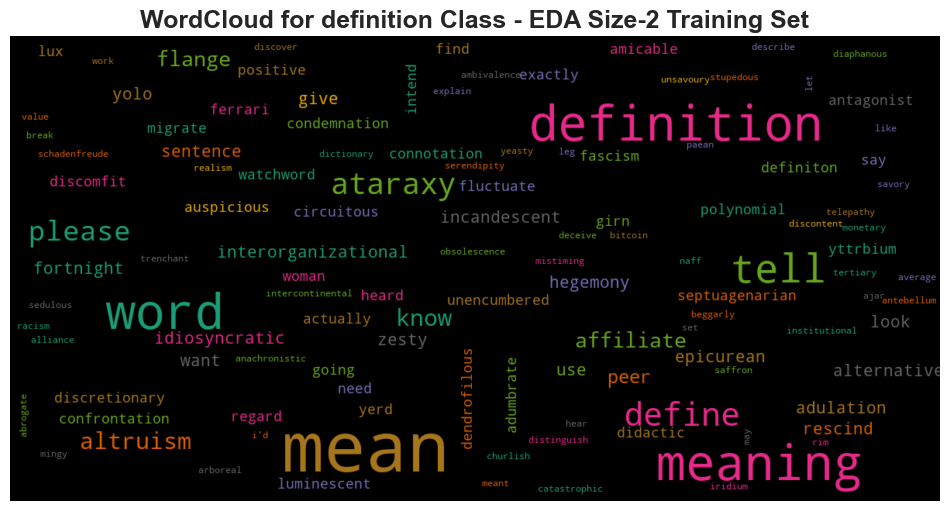 WordCloud for definition Class - EDA Size-2 Training Set
lux
work
discover
flange
positive
find
ambivalence
exactly
amicable
describe
diaphanous
unsavoury
stupedous
let
explain
intend
yolo
give
ferrari
antagonist
value
break
migrate
condemnation
definition
like
schadenfreude
sentence
realism
dictionary
connotation
yeasty
serendipity
leg
fascism
paean
definiton
say
discomfit
watchword
ataraxy
fluctuate
savory
auspicious
circuitous
incandescent
girn
polynomial
telepathy
discontent
monetary
please
deceive
bitcoin
interorganizational
obsolescence
yttrbium
fortnight
trenchant
woman
mistiming
naff
tell
tertiary
average
hegemony
intercontinental
heard
unencumbered
septuagenarian
ajar
antebellum
sedulous
word
actually
know
beggarly
set
look
racism
alliance
idiosyncratic
zesty
affiliate
institutional
want
anachronistic
epicurean
going
use
peer
saffron
alternative
need
dendrofilous
adumbrate
discretionary
abrogate
confrontation
regard
yerd
define
adulation
i'd
altruism
mean
hear
didactic
may
rescind
distinguish
rim
mingy
arboreal
churlish
meaning
luminescent
meant
catastrophic
iridium